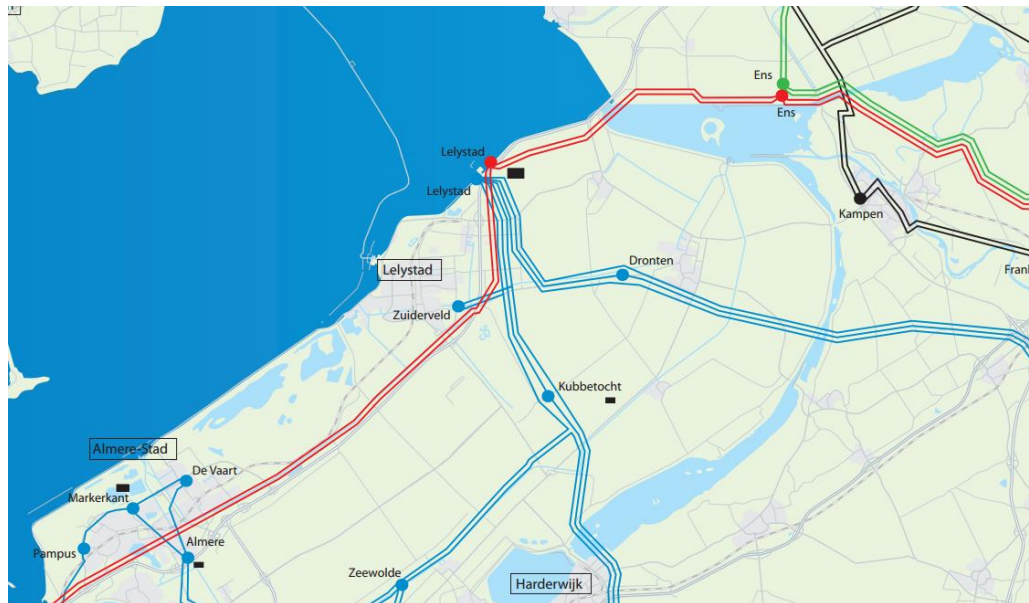 Ens
Ens
Lelystad
Lelystad
Kampen
Dronten
Lelystad
Fran
Zuiderveld
Kubbetocht
Almere-Stad
De Vaart
Markerkant
Almere
Pampus
Zeewolde
Harderwijk